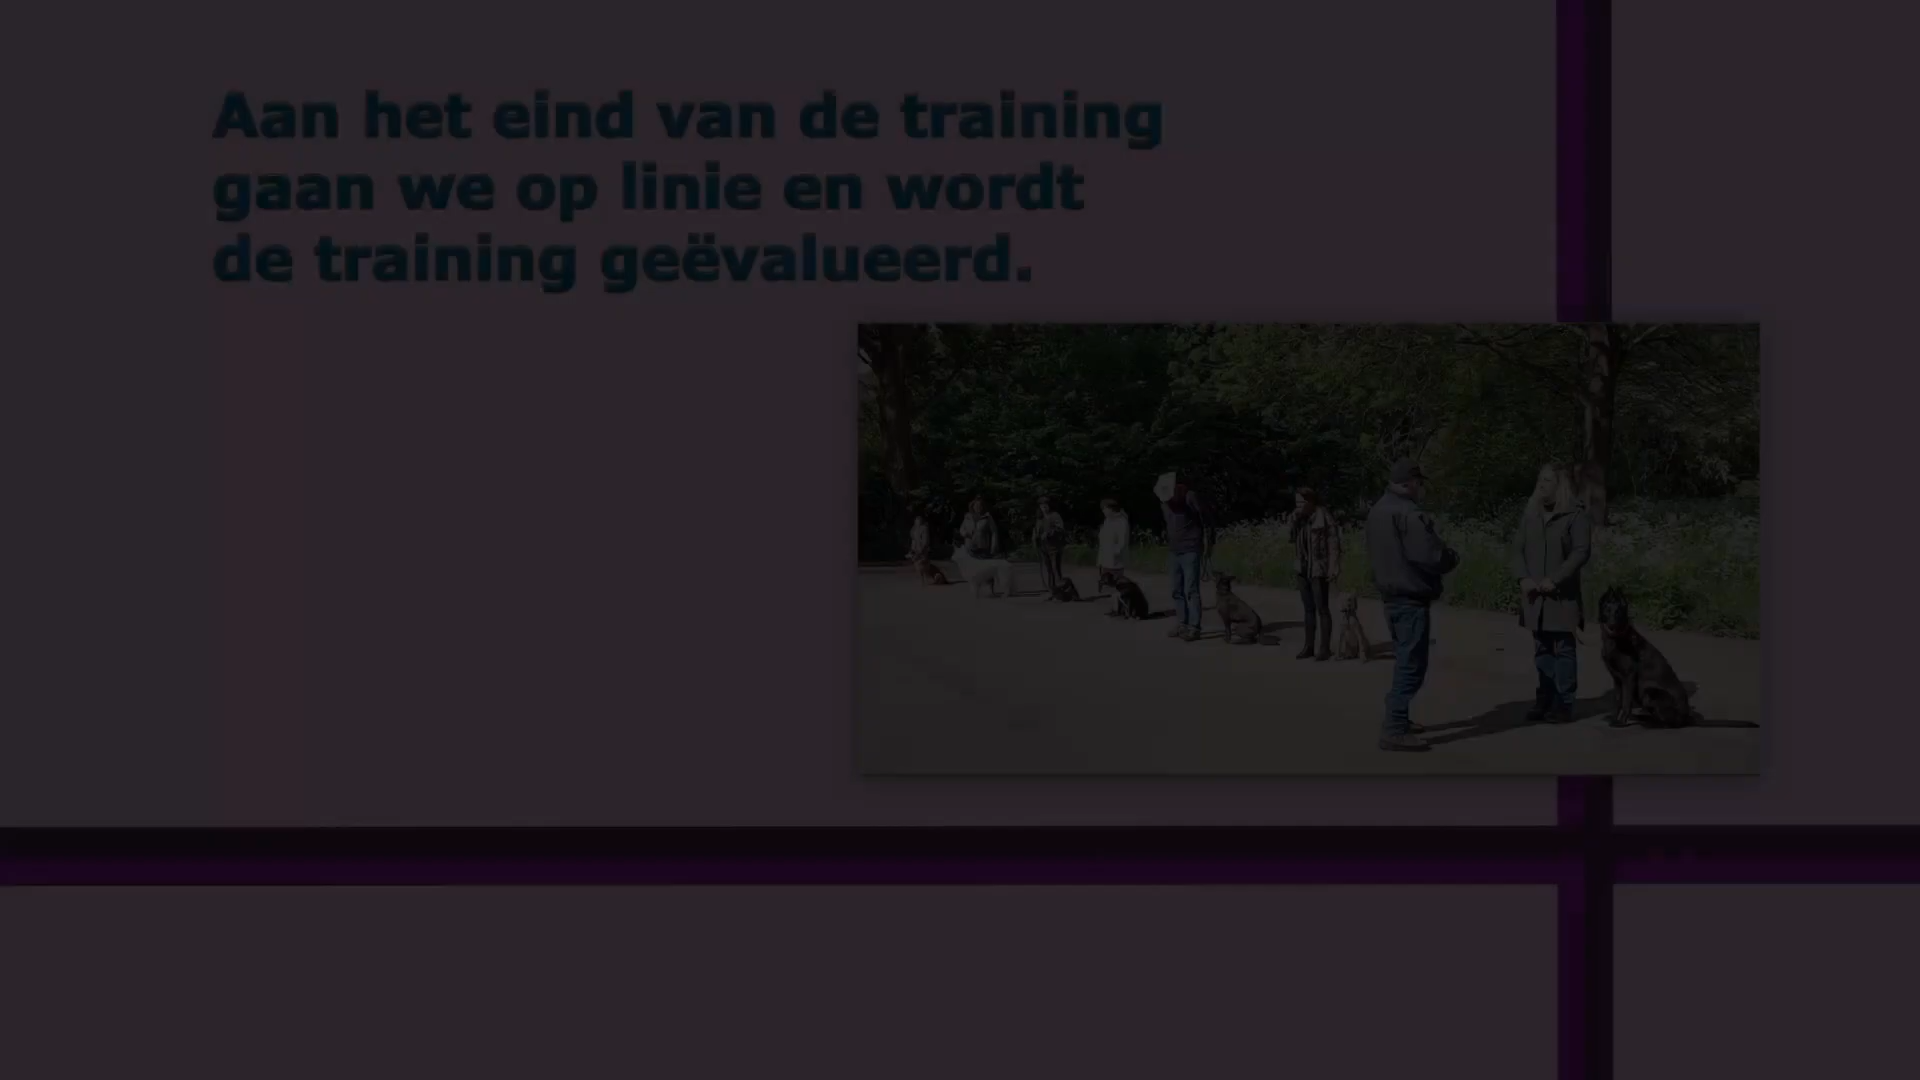 Aan het eind van de training
gaan we op linie en wordt
de training geëvalueerd.